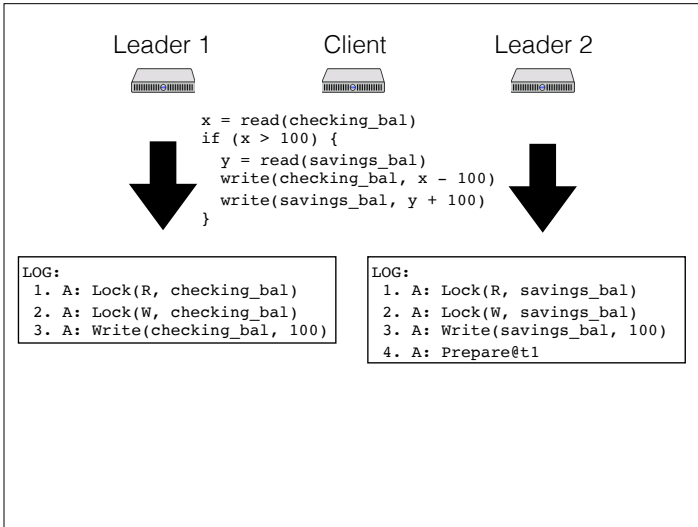 Leader 1
Client
Leader 2
x = read(checking_bal)
if (x > 100) {
  y = read(savings_bal)
  write(checking_bal, x - 100)
  write(savings_bal, y + 100)
}
LOG:
1. A: Lock(R, checking_bal)
2. A: Lock(W, checking_bal)
3. A: Write(checking_bal, 100)
LOG:
1. A: Lock(R, savings_bal)
2. A: Lock(W, savings_bal)
3. A: Write(savings_bal, 100)
4. A: Prepare@t1